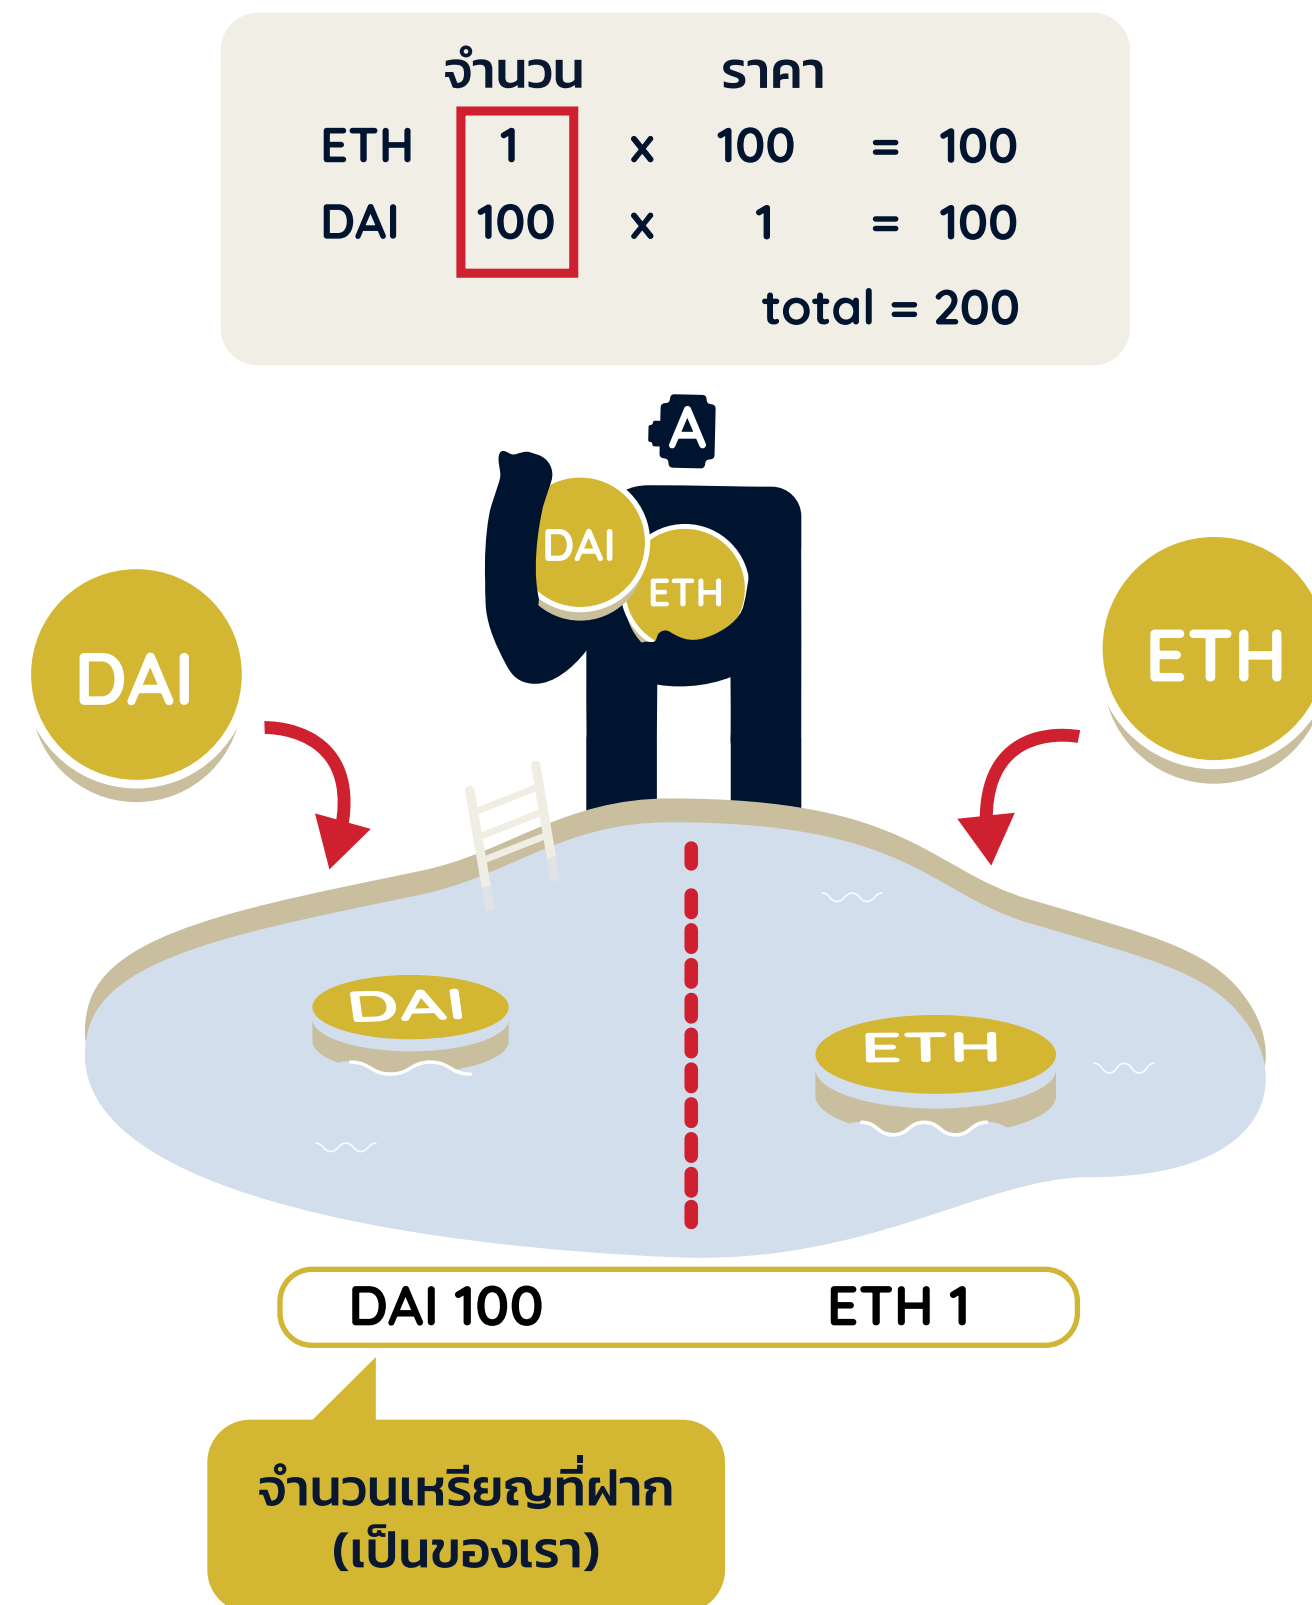 จำนวน ราคา
ETH 1 x 100 = 100
DAI 100 x 1 = 100
total = 200
A
DAI
ETH
DAI
ETH
DAI
ETH
DAI 100 ETH 1
จำนวนเหรียญที่ฝาก
(เป็นของเรา)